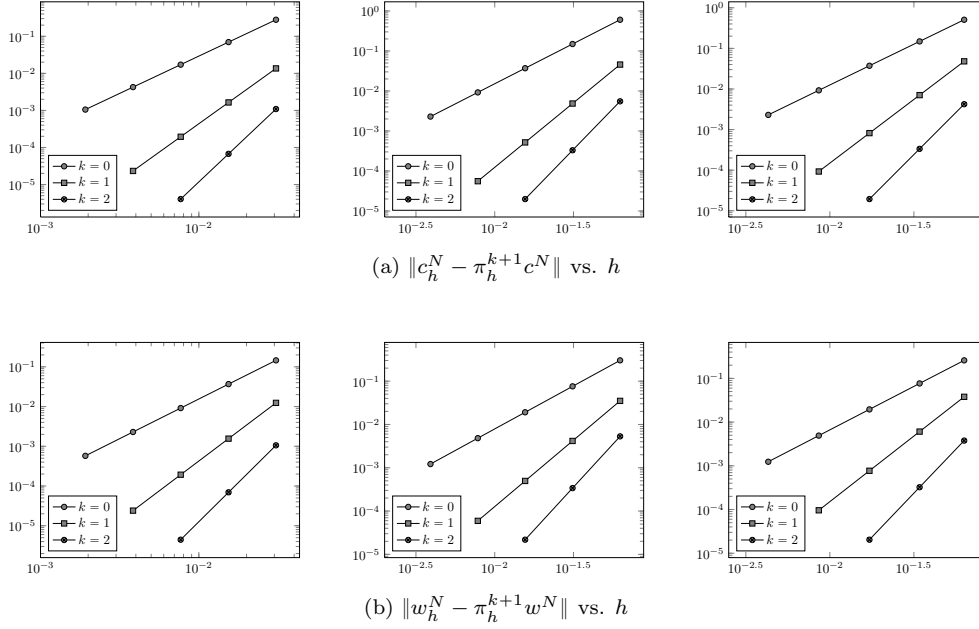 10^{-1}
10^{-2}
10^{-3}
10^{-4}
10^{-5}
k = 0
k = 1
k = 2
10^{-3}
10^{-2}
10^{0}
10^{-1}
10^{-2}
10^{-3}
10^{-4}
10^{-5}
k = 0
k = 1
k = 2
10^{-2.5}
10^{-2}
10^{-1.5}
10^{0}
10^{-1}
10^{-2}
10^{-3}
10^{-4}
10^{-5}
k = 0
k = 1
k = 2
10^{-2.5}
10^{-2}
10^{-1.5}
(a) ‖c_h^N − π_h^{k+1} c^N‖ vs. h
10^{-1}
10^{-2}
10^{-3}
10^{-4}
10^{-5}
k = 0
k = 1
k = 2
10^{-3}
10^{-2}
10^{-1}
10^{-2}
10^{-3}
10^{-4}
10^{-5}
k = 0
k = 1
k = 2
10^{-2.5}
10^{-2}
10^{-1.5}
10^{-1}
10^{-2}
10^{-3}
10^{-4}
10^{-5}
k = 0
k = 1
k = 2
10^{-2.5}
10^{-2}
10^{-1.5}
(b) ‖w_h^N − π_h^{k+1} w^N‖ vs. h